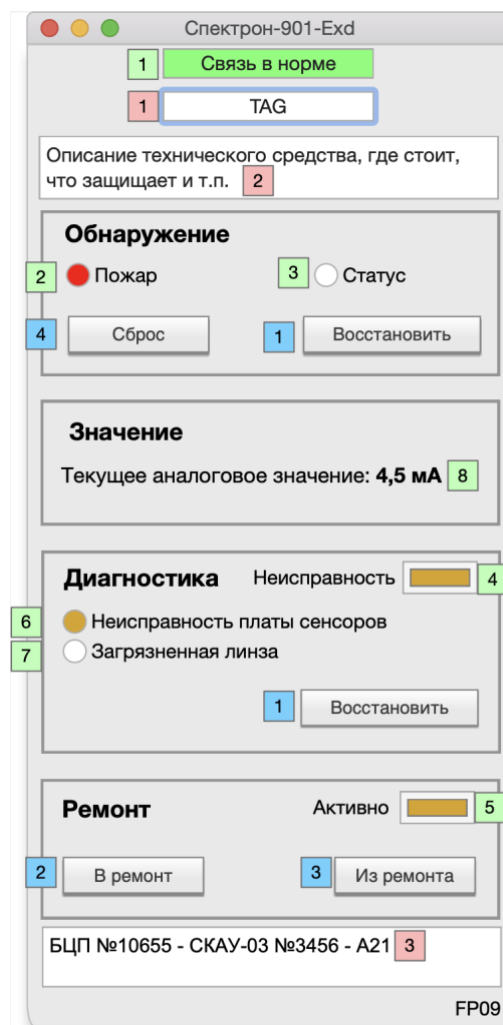 Спектрон-901-Exd
1 Связь в норме
1 TAG
Описание технического средства, где стоит,
что защищает и т.п. 2
Обнаружение
2 Пожар 3 Статус
4 Сброс 1 Восстановить
Значение
Текущее аналоговое значение: 4,5 мА 8
Диагностика Неисправность 4
6 Неисправность платы сенсоров
7 Загрязненная линза
1 Восстановить
Ремонт Активно 5
2 В ремонт 3 Из ремонта
БЦП №10655 - СКАУ-03 №3456 - А21 3
FP09